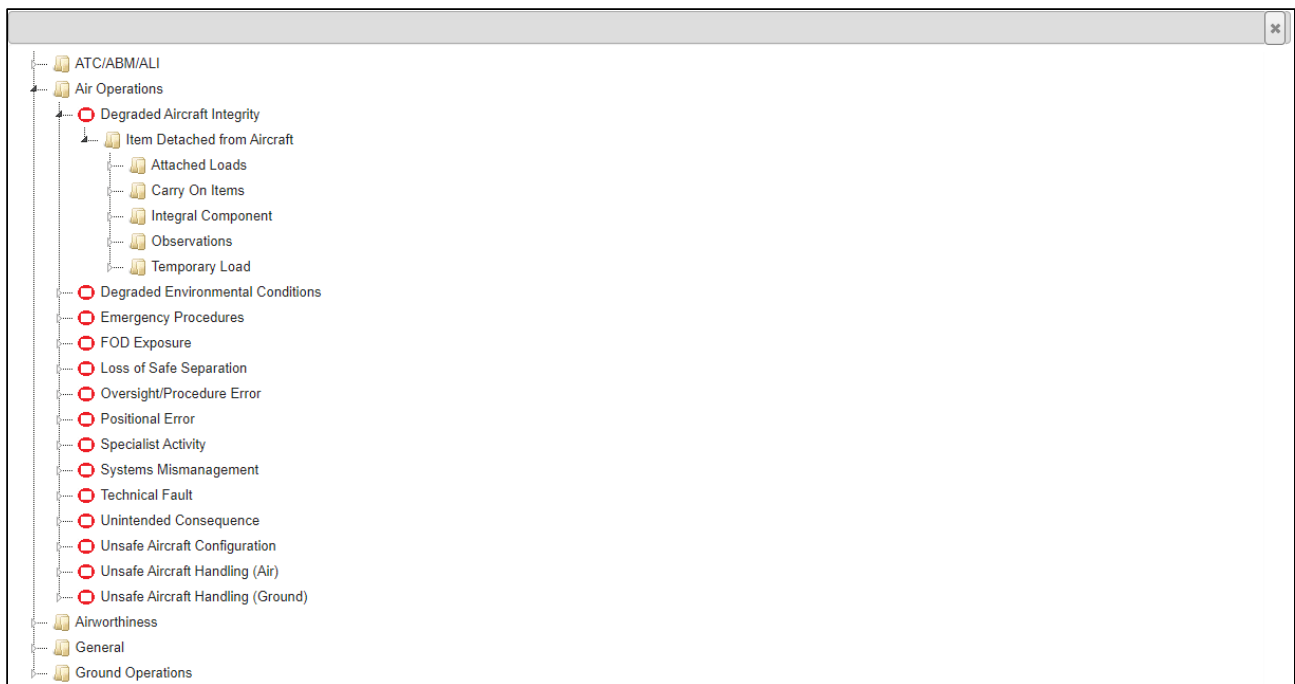 ATC/ABM/ALI
Air Operations
Degraded Aircraft Integrity
Item Detached from Aircraft
Attached Loads
Carry On Items
Integral Component
Observations
Temporary Load
Degraded Environmental Conditions
Emergency Procedures
FOD Exposure
Loss of Safe Separation
Oversight/Procedure Error
Positional Error
Specialist Activity
Systems Mismanagement
Technical Fault
Unintended Consequence
Unsafe Aircraft Configuration
Unsafe Aircraft Handling (Air)
Unsafe Aircraft Handling (Ground)
Airworthiness
General
Ground Operations